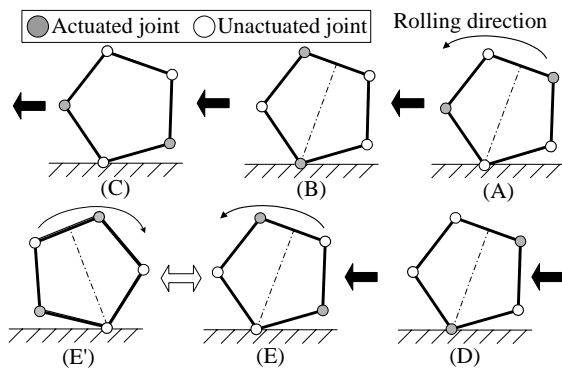 Actuated joint Unactuated joint
Rolling direction
(C) (B) (A)
(E') (E) (D)